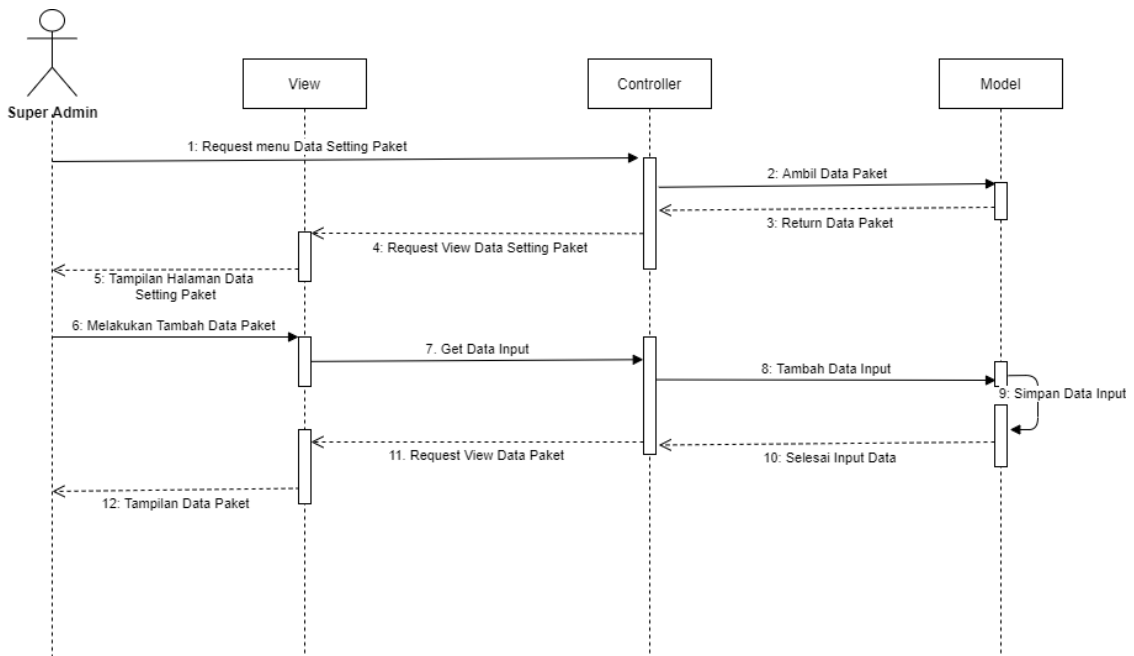 View
Controller
Model
Super Admin
1: Request menu Data Setting Paket
2: Ambil Data Paket
3: Return Data Paket
4: Request View Data Setting Paket
5: Tampilan Halaman Data
Setting Paket
6: Melakukan Tambah Data Paket
7. Get Data Input
8: Tambah Data Input
9: Simpan Data Input
10: Selesai Input Data
11. Request View Data Paket
12: Tampilan Data Paket